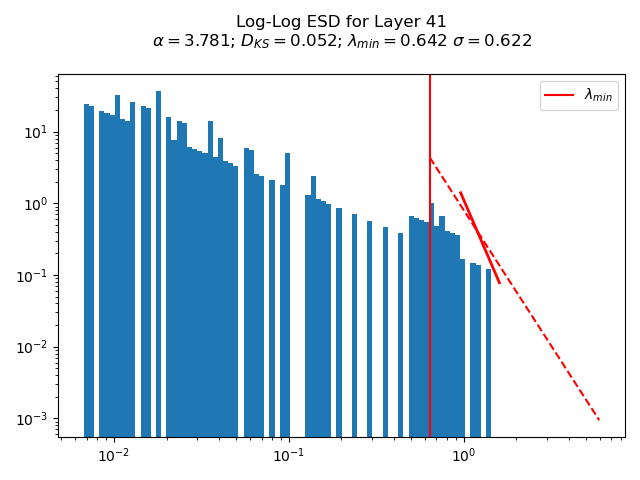 Log-Log ESD for Layer 41
α = 3.781; D_KS = 0.052; λ_min = 0.642 σ = 0.622
λ_min
10¹
10⁰
10⁻¹
10⁻²
10⁻³
10⁻² 10⁻¹ 10⁰